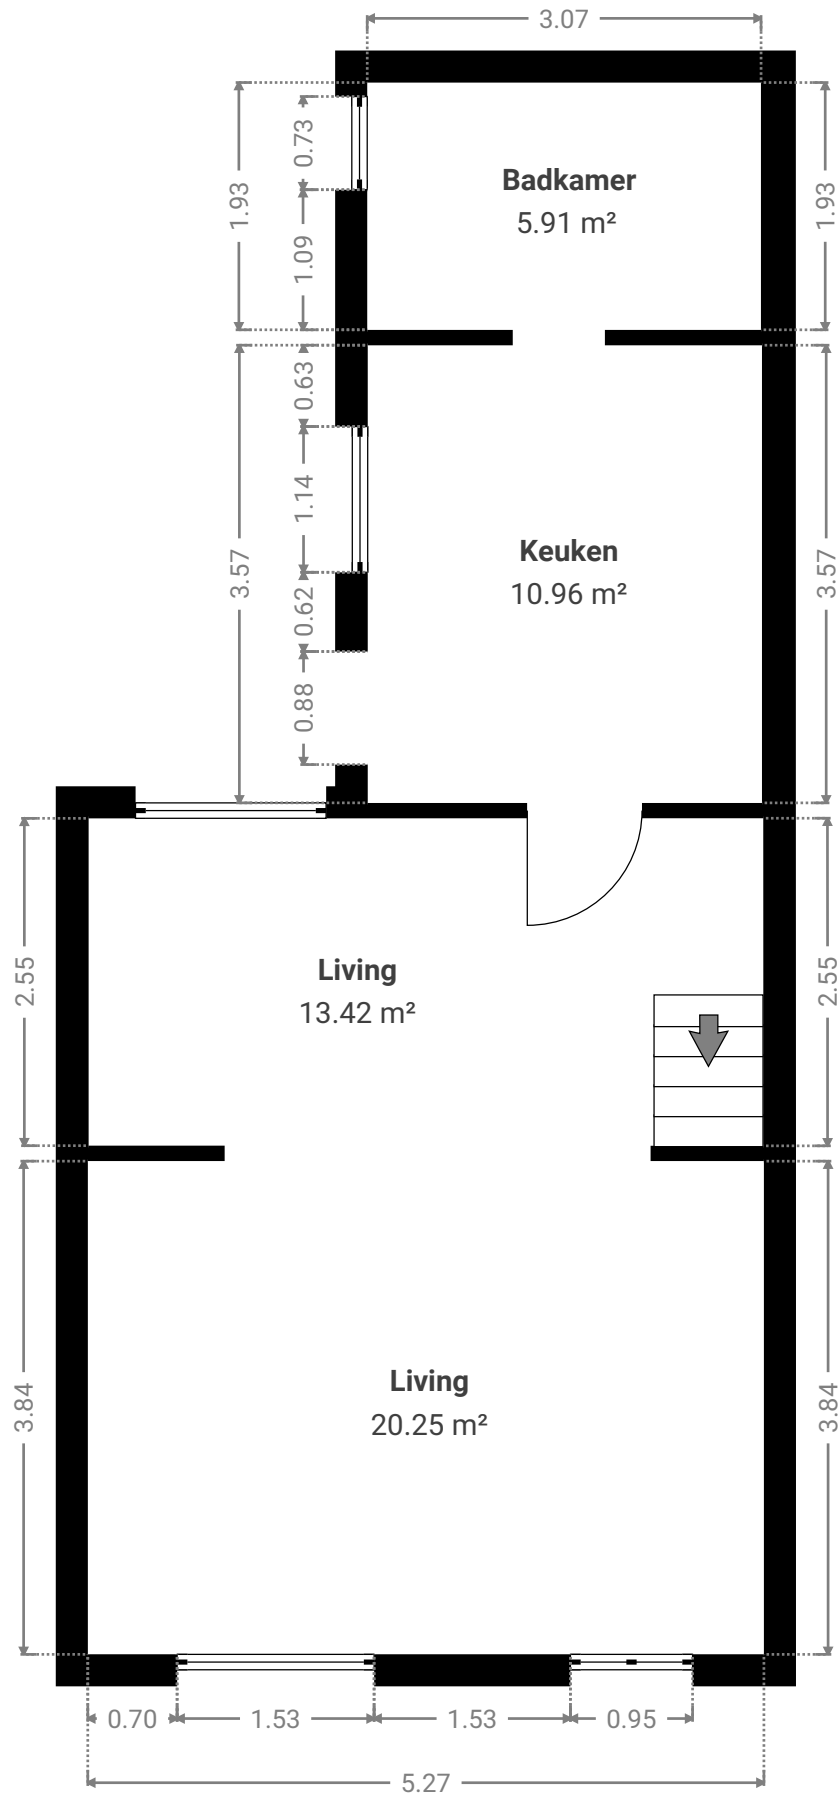 3.07
0.73
1.93
1.93
Badkamer
5.91 m²
1.09
0.63
1.14
Keuken
10.96 m²
3.57
3.57
0.62
0.88
Living
13.42 m²
2.55
2.55
Living
20.25 m²
3.84
3.84
0.70
1.53
1.53
0.95
5.27